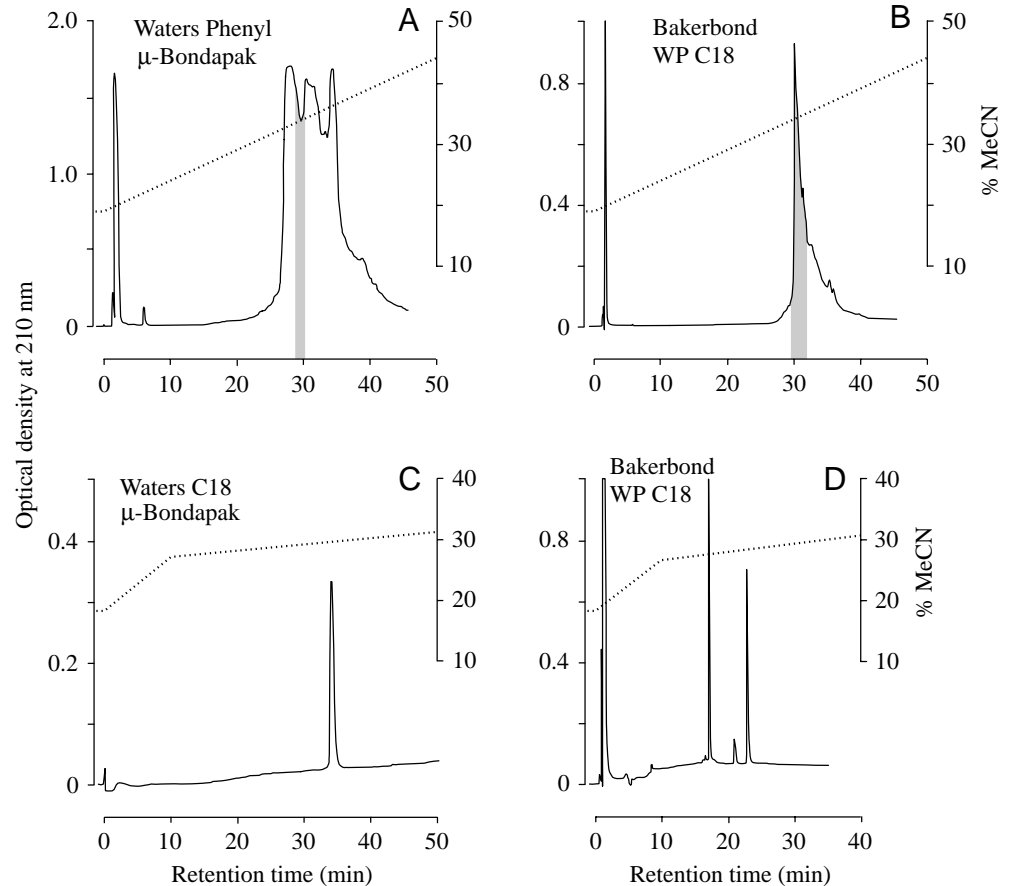 A
Waters Phenyl
μ-Bondapak
2.0
1.0
0
50
30
10
0 10 20 30 40 50
B
Bakerbond
WP C18
0.8
0.4
0
50
30
10
% MeCN
0 10 20 30 40 50
Optical density at 210 nm
C
Waters C18
μ-Bondapak
0.4
0.2
0
40
30
20
10
0 10 20 30 40 50
Retention time (min)
D
Bakerbond
WP C18
0.8
0.4
0
40
30
20
10
% MeCN
0 10 20 30 40
Retention time (min)